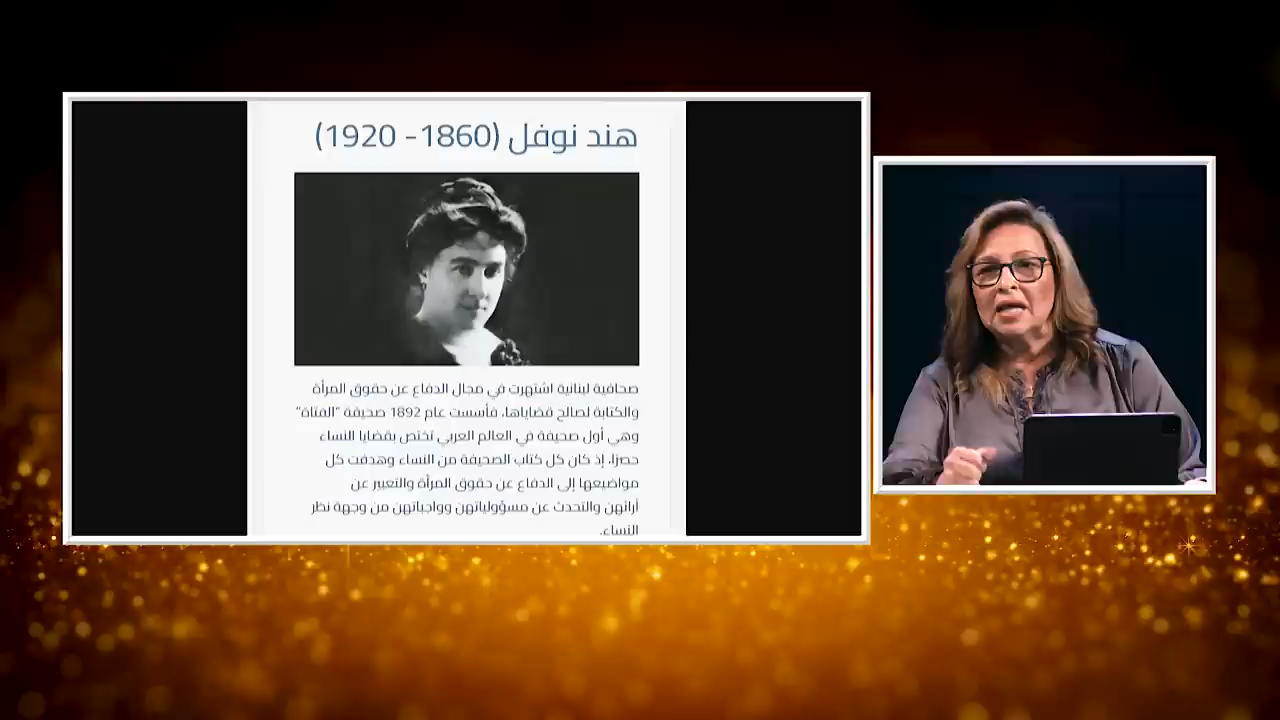 هند نوفل (1860- 1920)
صحافية لبنانية اشتهرت في مجال الدفاع عن حقوق المرأة
والكتابة لصالح قضاياها، فأسست عام 1892 صحيفة "الفتاة"
وهي أول صحيفة في العالم العربي تختص بقضايا النساء
حصرًا، إذ كان كل كتاب الصحيفة من النساء وهدفت كل
مواضيعها إلى الدفاع عن حقوق المرأة والتعبير عن
أرائهن والتحدث عن مسؤولياتهن وواجباتهن من وجهة نظر
النساء.